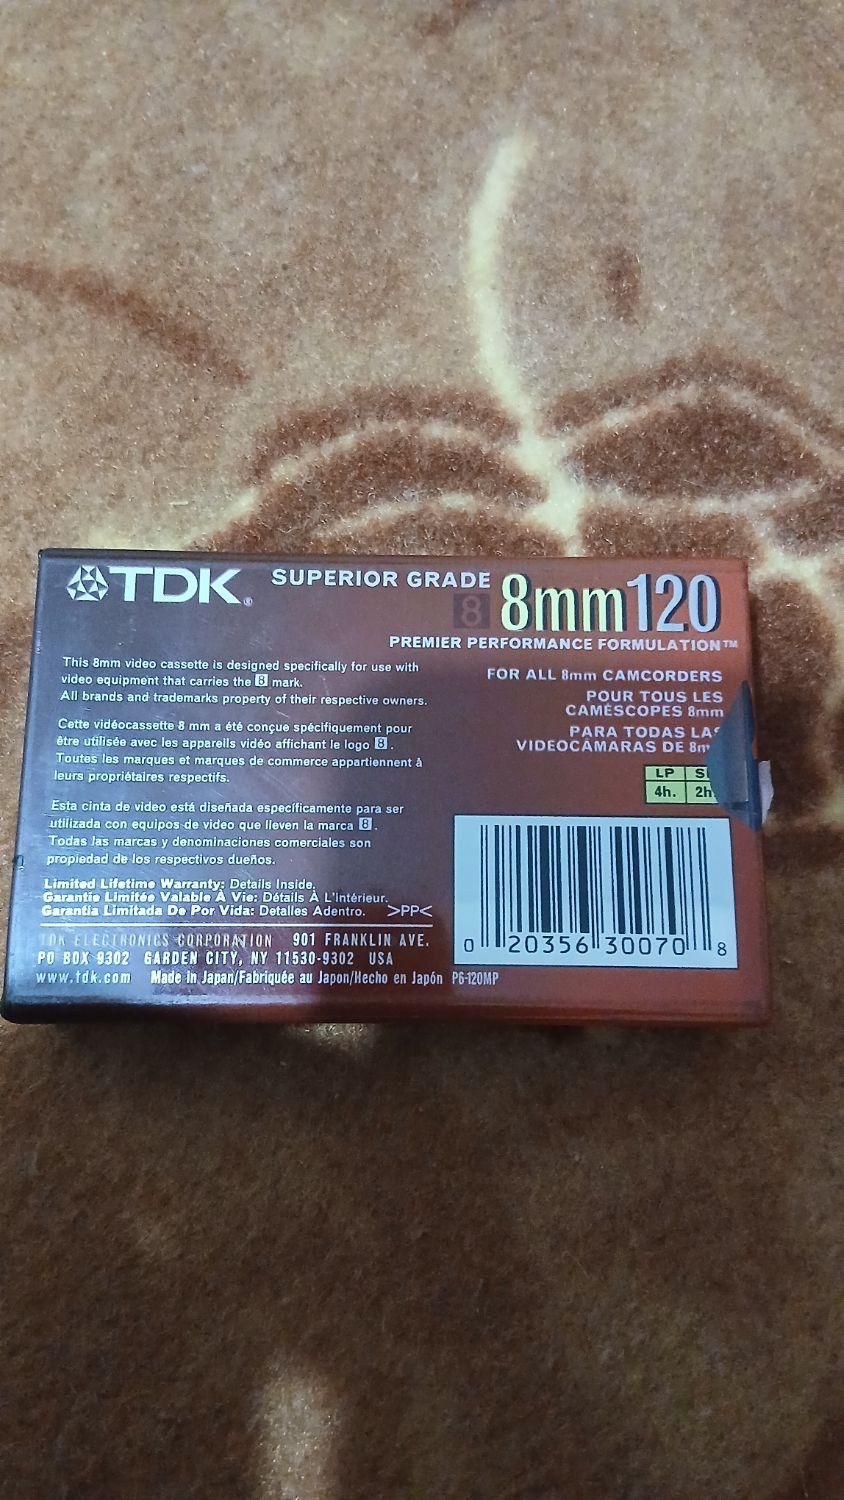 TDK®
SUPERIOR GRADE
8 8mm120
PREMIER PERFORMANCE FORMULATION™
This 8mm video cassette is designed specifically for use with
video equipment that carries the 8 mark.
All brands and trademarks property of their respective owners.
Cette vidéocassette 8 mm a été conçue spécifiquement pour
être utilisée avec les appareils vidéo affichant le logo 8.
Toutes les marques et marques de commerce appartiennent à
leurs propriétaires respectifs.
Esta cinta de video está diseñada específicamente para ser
utilizada con equipos de video que lleven la marca 8.
Todas las marcas y denominaciones comerciales son
propiedad de los respectivos dueños.
Limited Lifetime Warranty: Details Inside.
Garantie Limitée Valable À Vie: Détails À L'Intérieur.
Garantia Limitada De Por Vida: Detalles Adentro. >PP<
TDK ELECTRONICS CORPORATION 901 FRANKLIN AVE.
PO BOX 9302 GARDEN CITY, NY 11530-9302 USA
www.tdk.com Made in Japan/Fabriquée au Japon/Hecho en Japón P6-120MP
FOR ALL 8mm CAMCORDERS
POUR TOUS LES
CAMÉSCOPES 8mm
PARA TODAS LAS
VIDEOCÁMARAS DE 8mm
LP
4h. 2h.
0 20356 30070 8